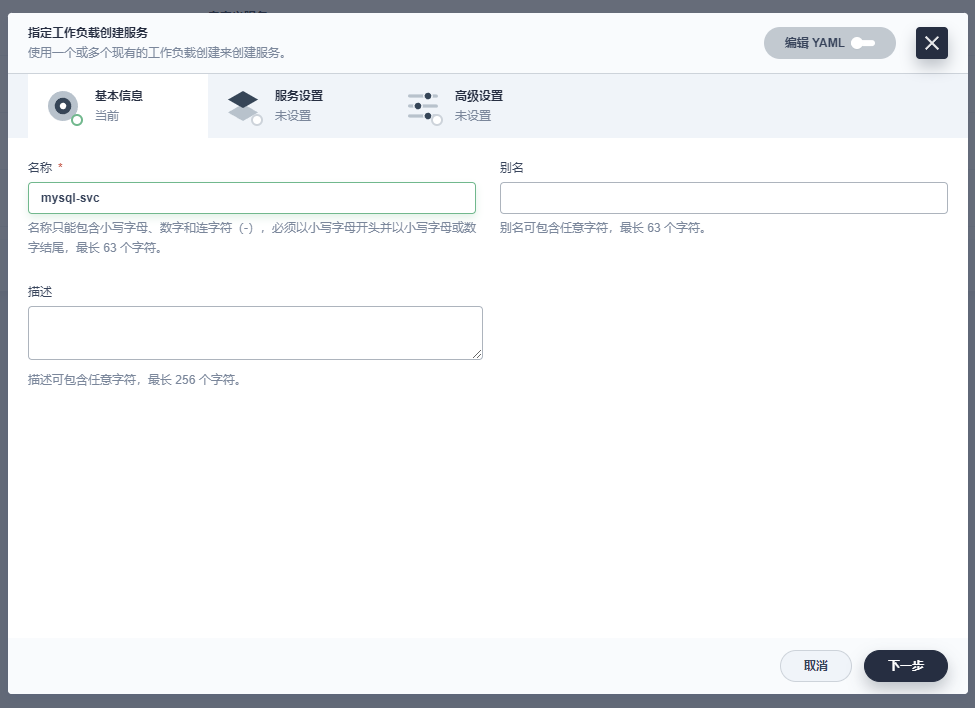 指定工作负载创建服务
使用一个或多个现有的工作负载创建来创建服务。
编辑 YAML
基本信息
当前
服务设置
未设置
高级设置
未设置
名称 *
mysql-svc
名称只能包含小写字母、数字和连字符（-），必须以小写字母开头并以小写字母或数
字结尾，最长 63 个字符。
别名
别名可包含任意字符，最长 63 个字符。
描述
描述可包含任意字符，最长 256 个字符。
取消
下一步